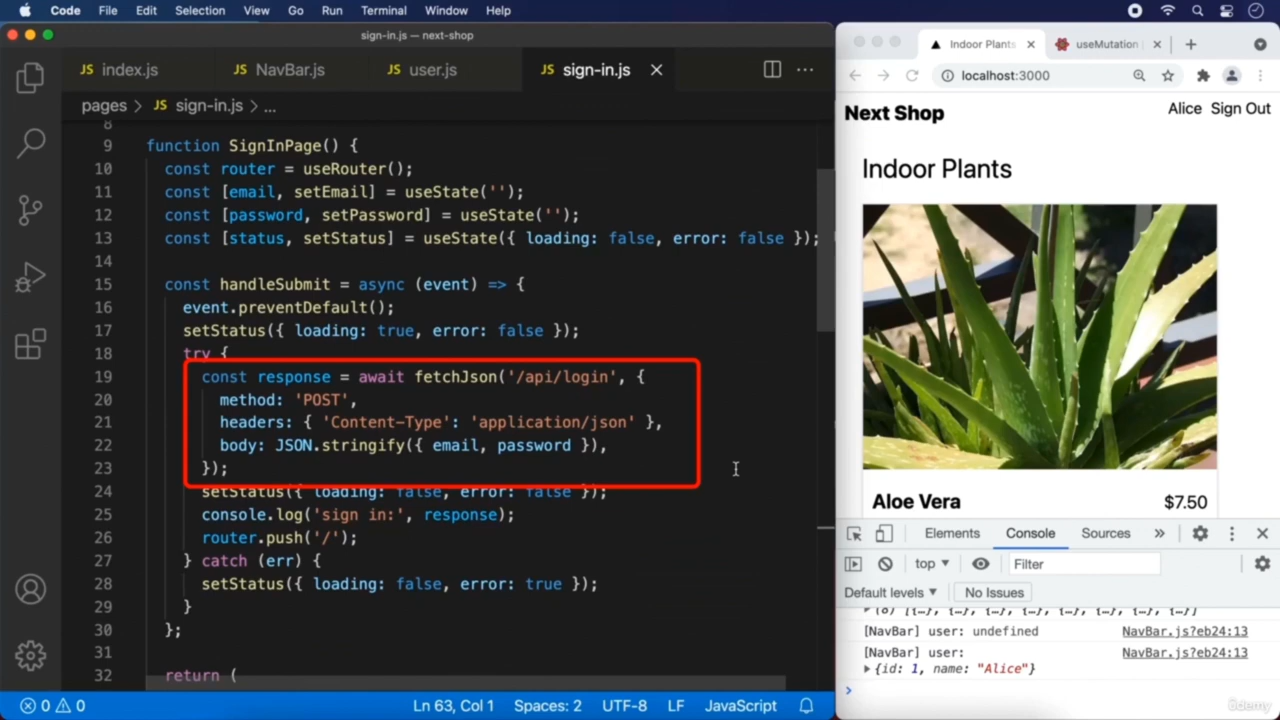 Code File Edit Selection View Go Run Terminal Window Help
sign-in.js — next-shop
JS index.js JS NavBar.js JS user.js JS sign-in.js
pages > JS sign-in.js > ...
8
9 function SignInPage() {
10 const router = useRouter();
11 const [email, setEmail] = useState('');
12 const [password, setPassword] = useState('');
13 const [status, setStatus] = useState({ loading: false, error: false });
14
15 const handleSubmit = async (event) => {
16 event.preventDefault();
17 setStatus({ loading: true, error: false });
18 try {
19 const response = await fetchJson('/api/login', {
20 method: 'POST',
21 headers: { 'Content-Type': 'application/json' },
22 body: JSON.stringify({ email, password }),
23 });
24 setStatus({ loading: false, error: false });
25 console.log('sign in:', response);
26 router.push('/');
27 } catch (err) {
28 setStatus({ loading: false, error: true });
29 }
30 };
31
32 return (
0 0 Ln 63, Col 1 Spaces: 2 UTF-8 LF JavaScript
Indoor Plants useMutation
localhost:3000
Next Shop Alice Sign Out
Indoor Plants
Aloe Vera $7.50
Elements Console Sources »
top ▼ Filter
Default levels ▼ No Issues
(8) [{…}, {…}, {…}, {…}, {…}, {…}, {…}, {…}]
[NavBar] user: undefined NavBar.js?eb24:13
[NavBar] user: NavBar.js?eb24:13
{id: 1, name: "Alice"}
>
ûdemy